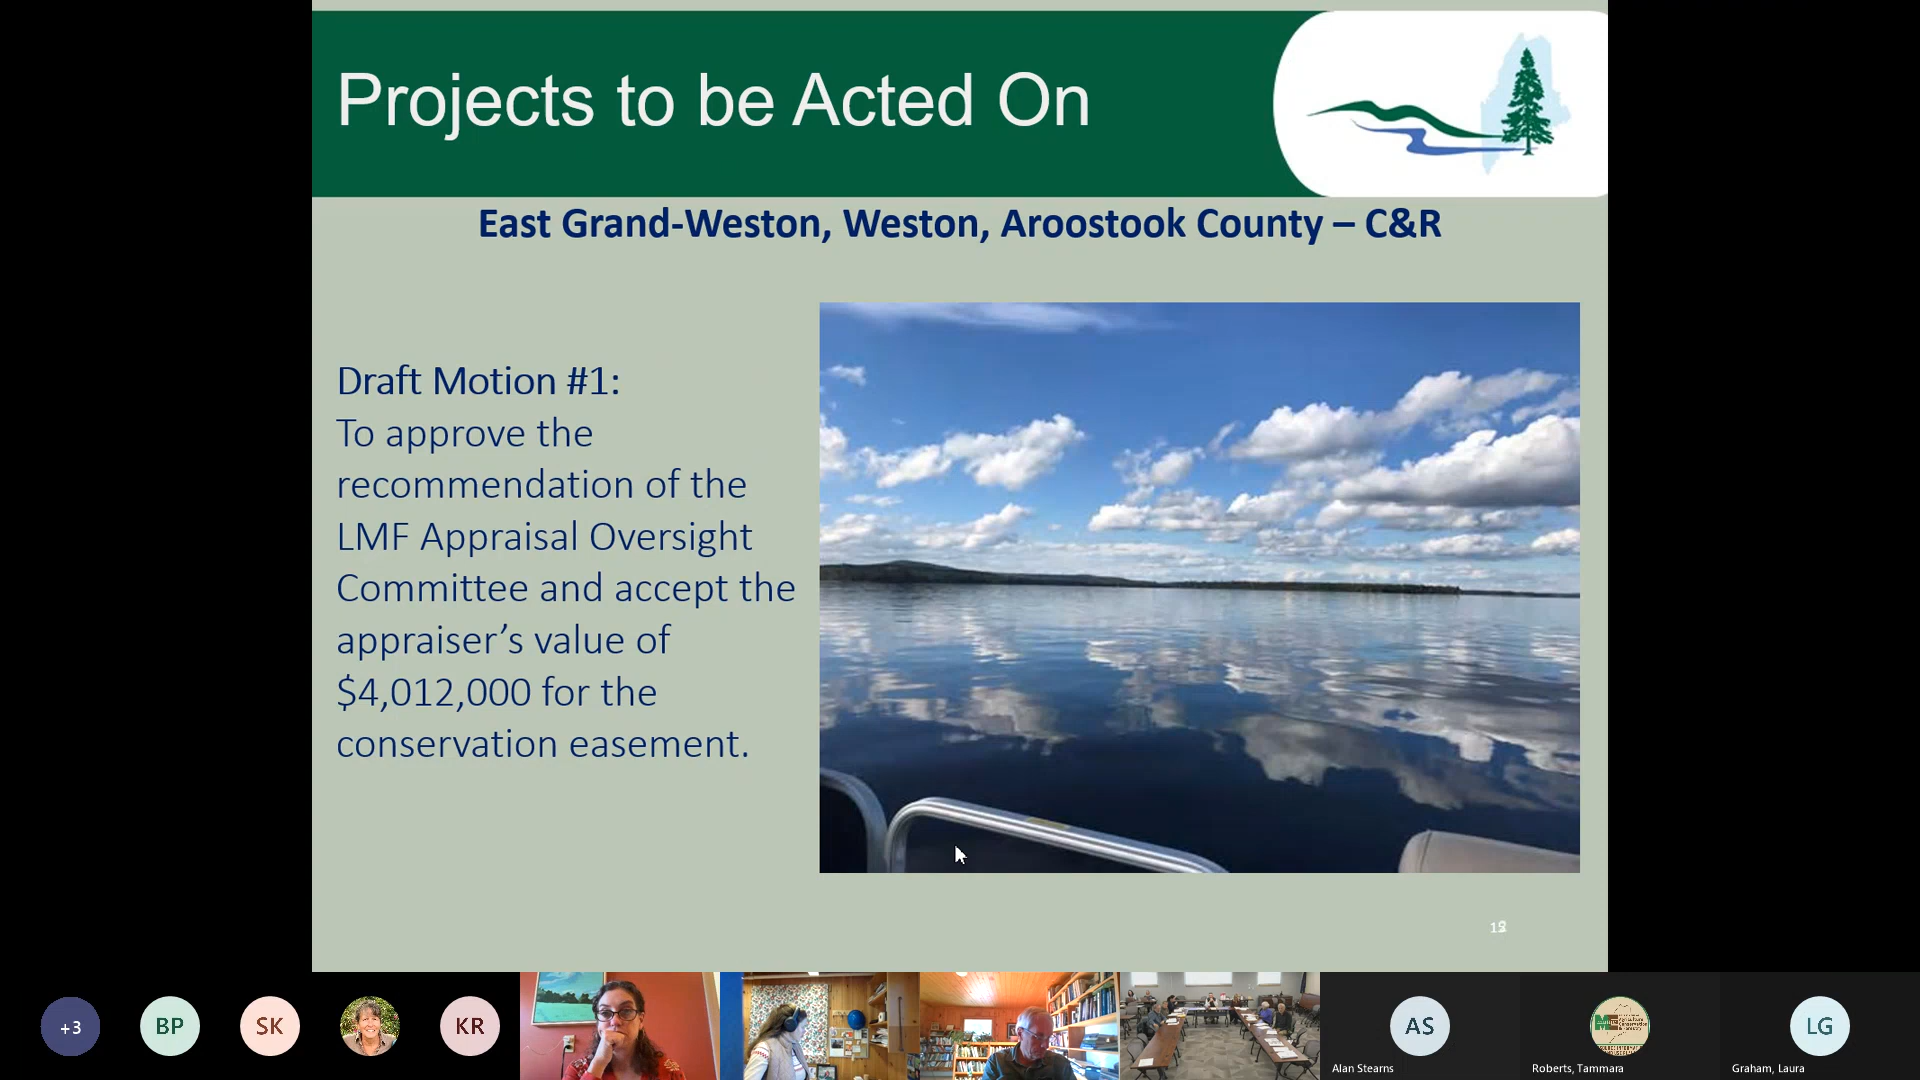 Projects to be Acted On
East Grand-Weston, Weston, Aroostook County – C&R
Draft Motion #1:
To approve the
recommendation of the
LMF Appraisal Oversight
Committee and accept the
appraiser’s value of
$4,012,000 for the
conservation easement.
+3
BP
SK
KR
AS
LG
Alan Stearns
Roberts, Tammara
Graham, Laura